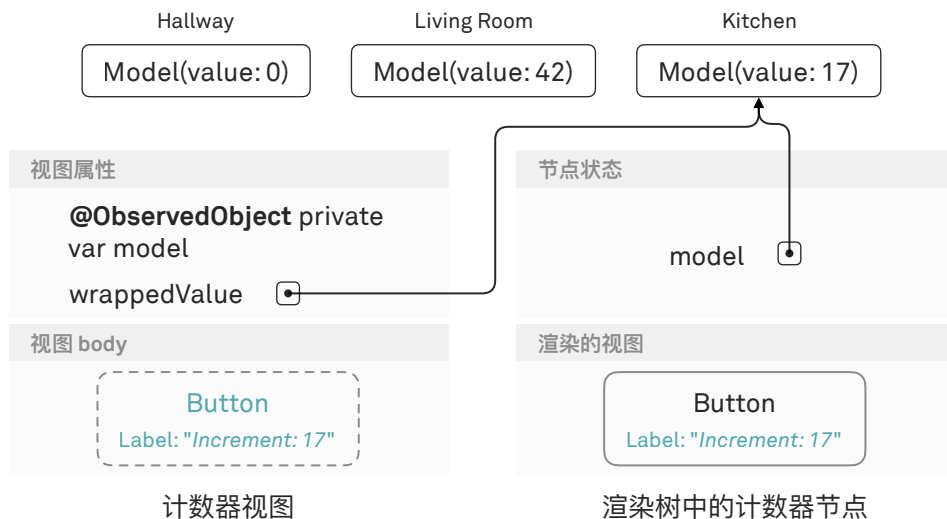 Hallway
Living Room
Kitchen
Model(value: 0)
Model(value: 42)
Model(value: 17)
视图属性
@ObservedObject private
var model
wrappedValue
节点状态
model
视图 body
Button
Label: "Increment: 17"
渲染的视图
Button
Label: "Increment: 17"
计数器视图
渲染树中的计数器节点